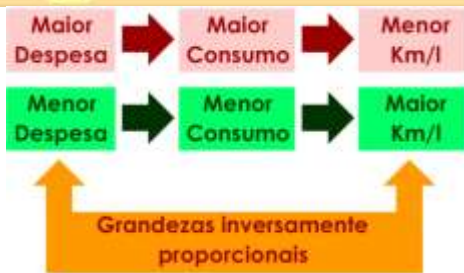 Maior
Despesa
Maior
Consumo
Menor
Km/l
Menor
Despesa
Menor
Consumo
Maior
Km/l
Grandezas inversamente
proporcionais